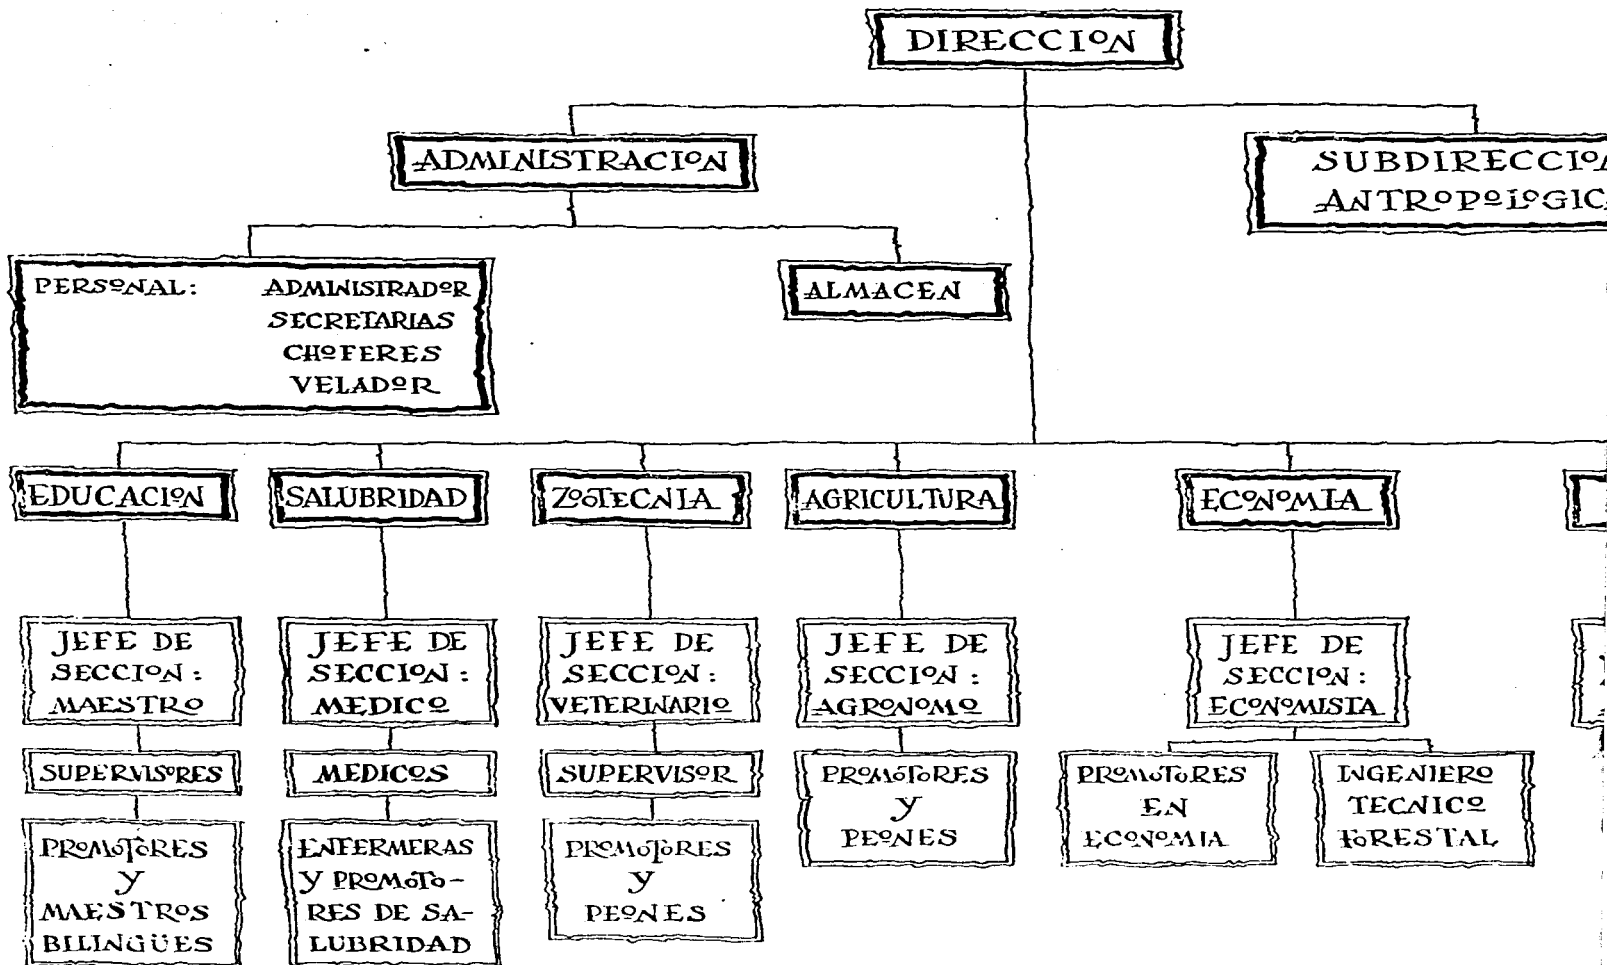 DIRECCION
ADMINISTRACION
SUBDIRECCION
ANTROPOLOGIC
PERSONAL: ADMINISTRADOR
SECRETARIAS
CHOFERES
VELADOR
ALMACEN
EDUCACION
SALUBRIDAD
ZOOTECNIA
AGRICULTURA
ECONOMIA
JEFE DE
SECCION:
MAESTRO
JEFE DE
SECCION:
MEDICO
JEFE DE
SECCION:
VETERINARIO
JEFE DE
SECCION:
AGRONOMO
JEFE DE
SECCION:
ECONOMISTA
SUPERVISORES
MEDICOS
SUPERVISOR
PROMOTORES
Y
PEONES
PROMOTORES
EN
ECONOMIA
INGENIERO
TECNICO
FORESTAL
PROMOTORES
Y
MAESTROS
BILINGÜES
ENFERMERAS
Y PROMOTO-
RES DE SA-
LUBRIDAD
PROMOTORES
Y
PEONES